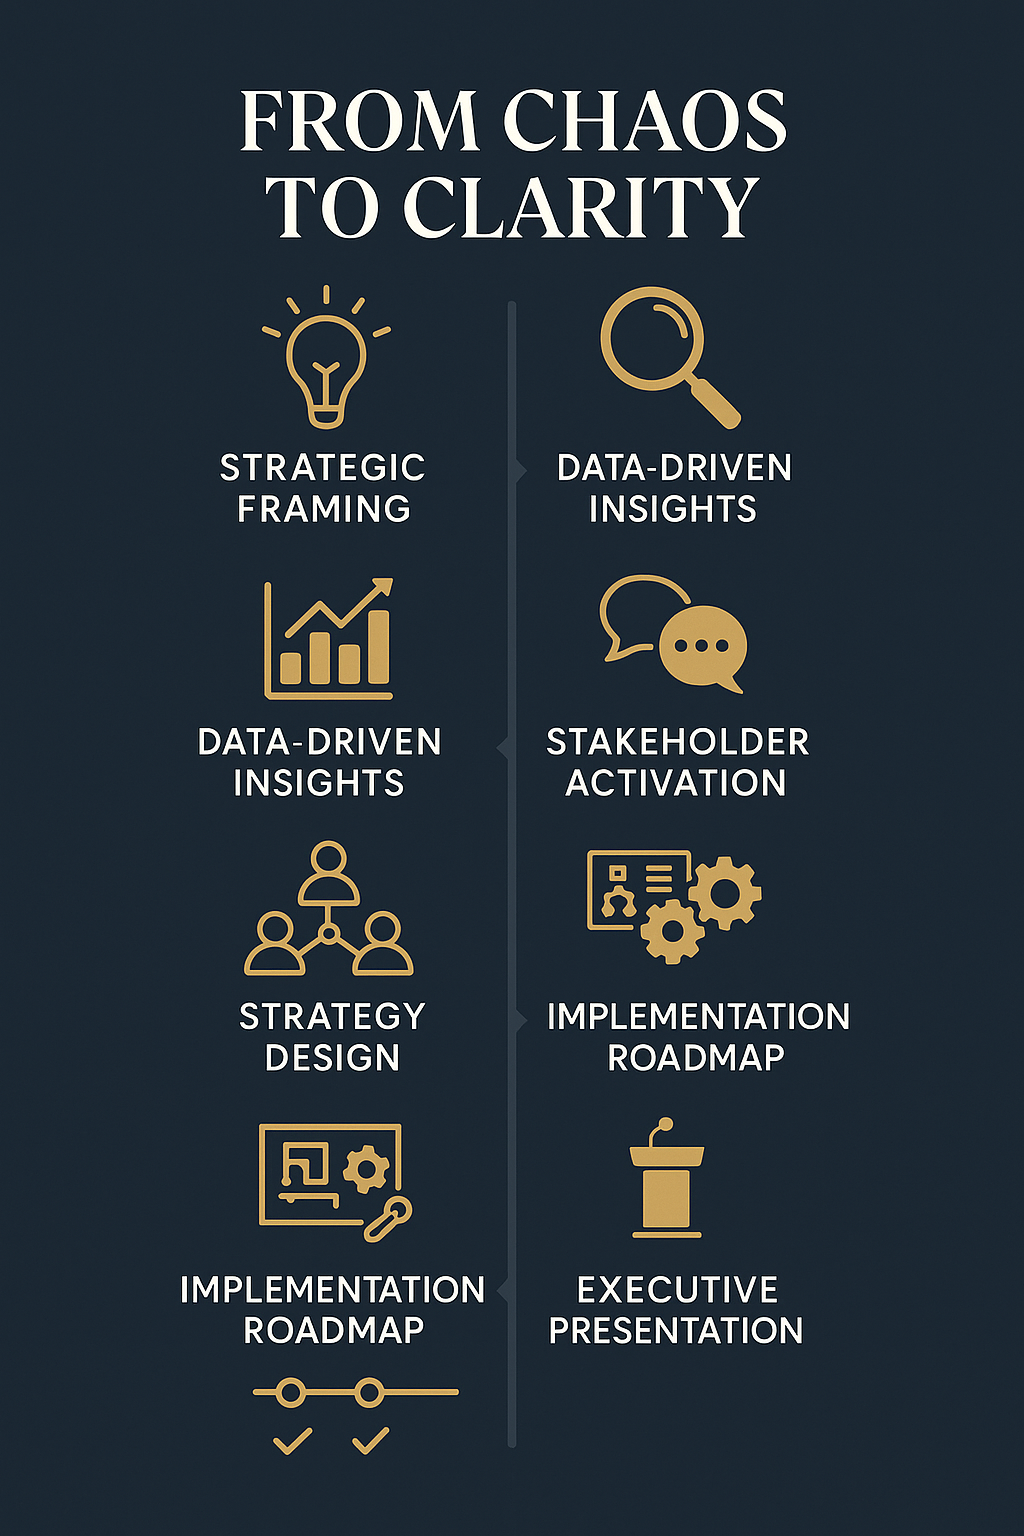 FROM CHAOS
TO CLARITY
STRATEGIC
FRAMING
DATA-DRIVEN
INSIGHTS
DATA-DRIVEN
INSIGHTS
STAKEHOLDER
ACTIVATION
STRATEGY
DESIGN
IMPLEMENTATION
ROADMAP
IMPLEMENTATION
ROADMAP
EXECUTIVE
PRESENTATION